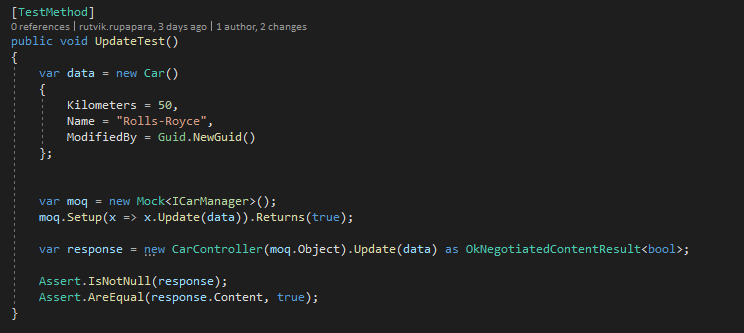 [TestMethod]
0 references | rutvik.rupapara, 3 days ago | 1 author, 2 changes
public void UpdateTest()
{
var data = new Car()
{
Kilometers = 50,
Name = "Rolls-Royce",
ModifiedBy = Guid.NewGuid()
};
var moq = new Mock<ICarManager>();
moq.Setup(x => x.Update(data)).Returns(true);
var response = new CarController(moq.Object).Update(data) as OkNegotiatedContentResult<bool>;
Assert.IsNotNull(response);
Assert.AreEqual(response.Content, true);
}